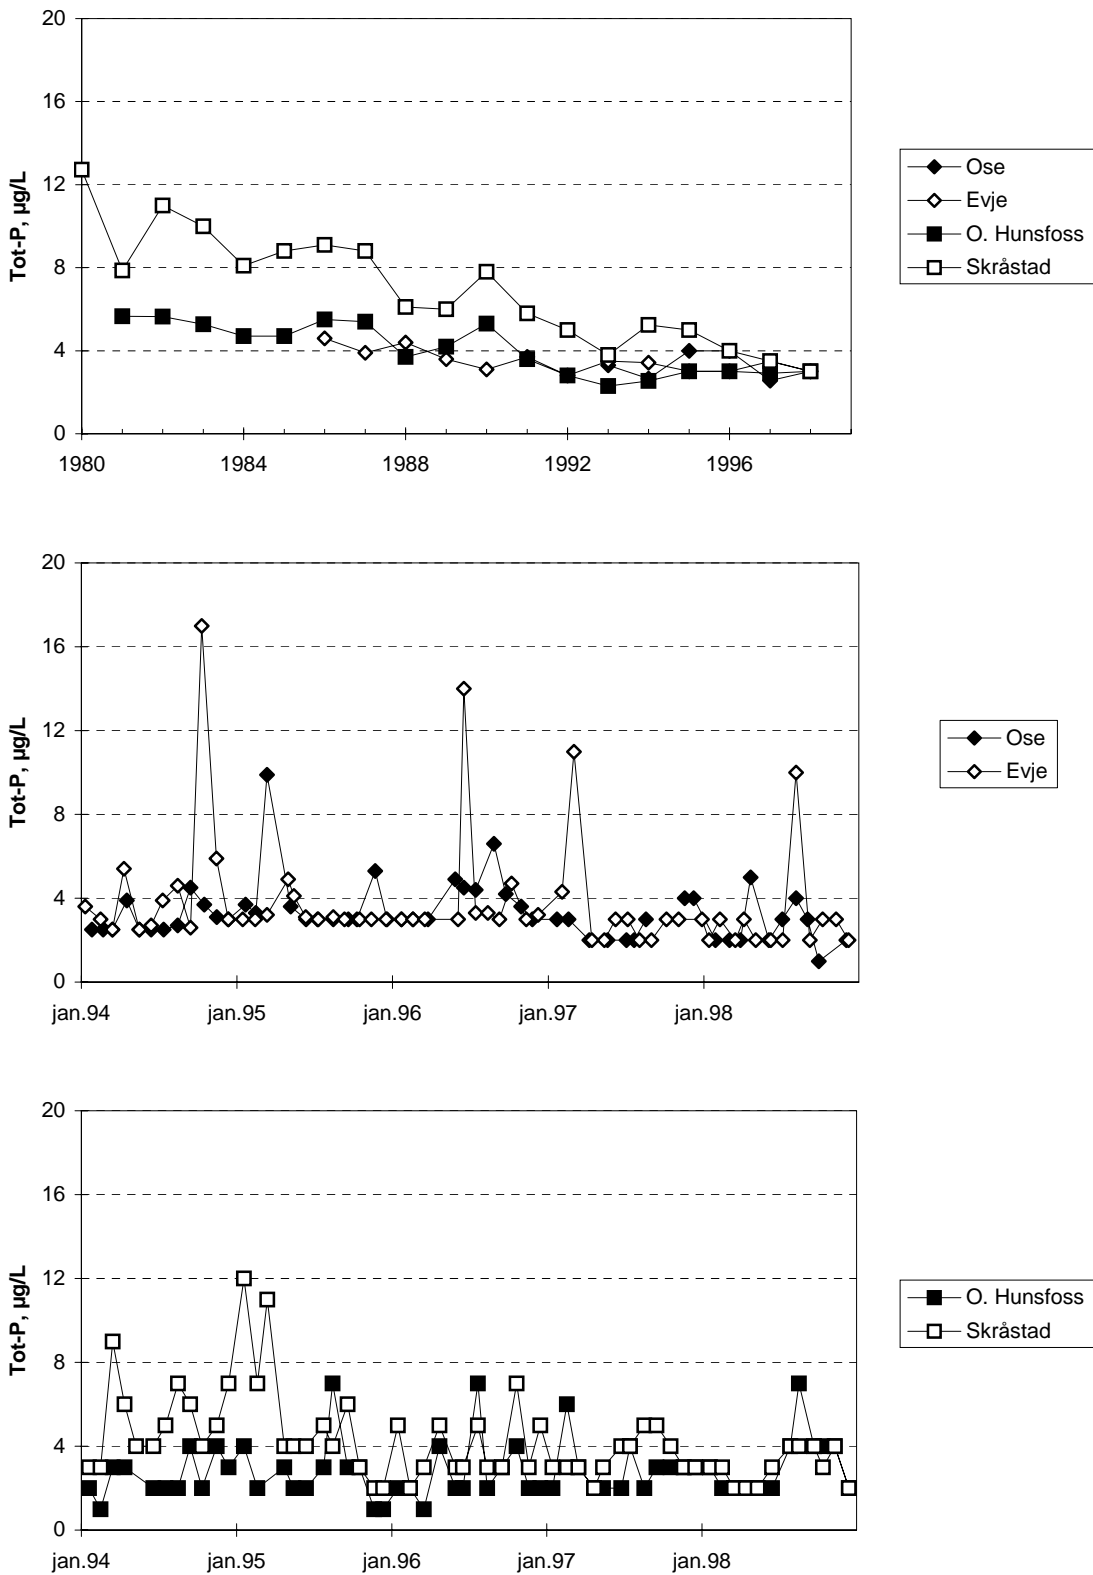 20
16
12
8
4
0
Tot-P, µg/L
1980
1984
1988
1992
1996
Ose
Evje
O. Hunsfoss
Skråstad
20
16
12
8
4
0
Tot-P, µg/L
jan.94
jan.95
jan.96
jan.97
jan.98
Ose
Evje
20
16
12
8
4
0
Tot-P, µg/L
jan.94
jan.95
jan.96
jan.97
jan.98
O. Hunsfoss
Skråstad